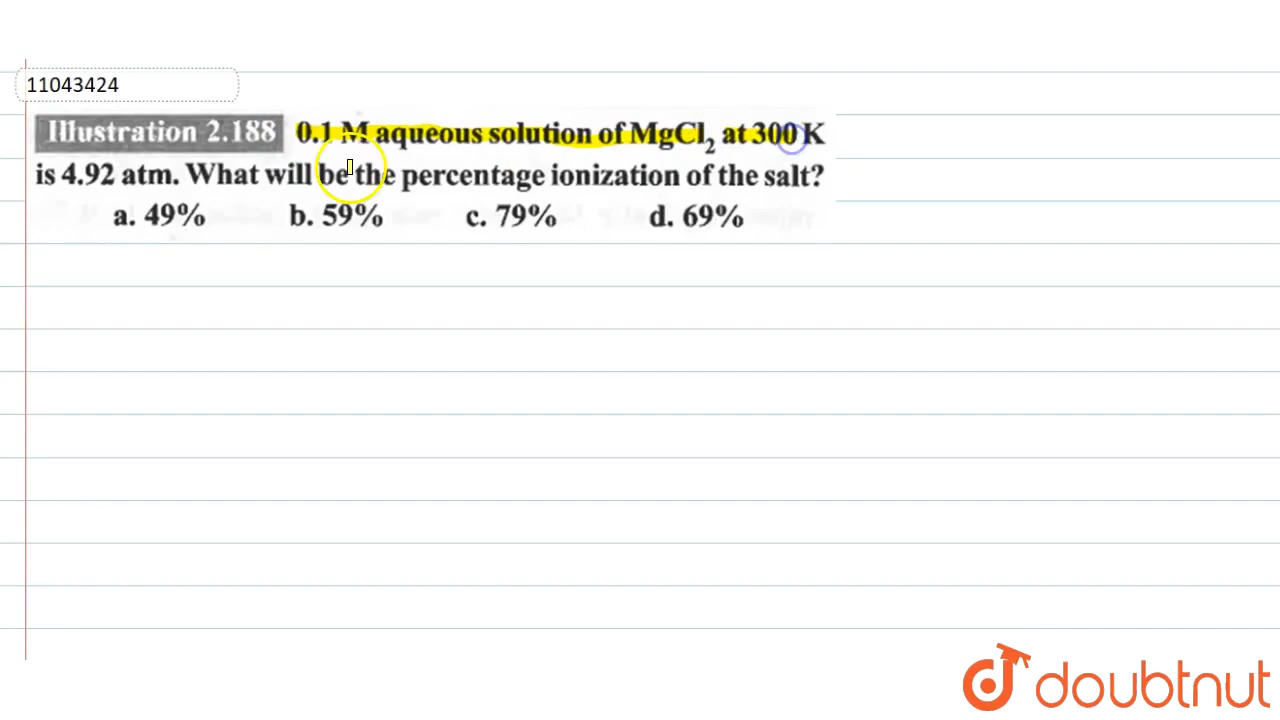 11043424
Illustration 2.188 0.1 M aqueous solution of MgCl₂ at 300 K
is 4.92 atm. What will be the percentage ionization of the salt?
a. 49% b. 59% c. 79% d. 69%
doubtnut